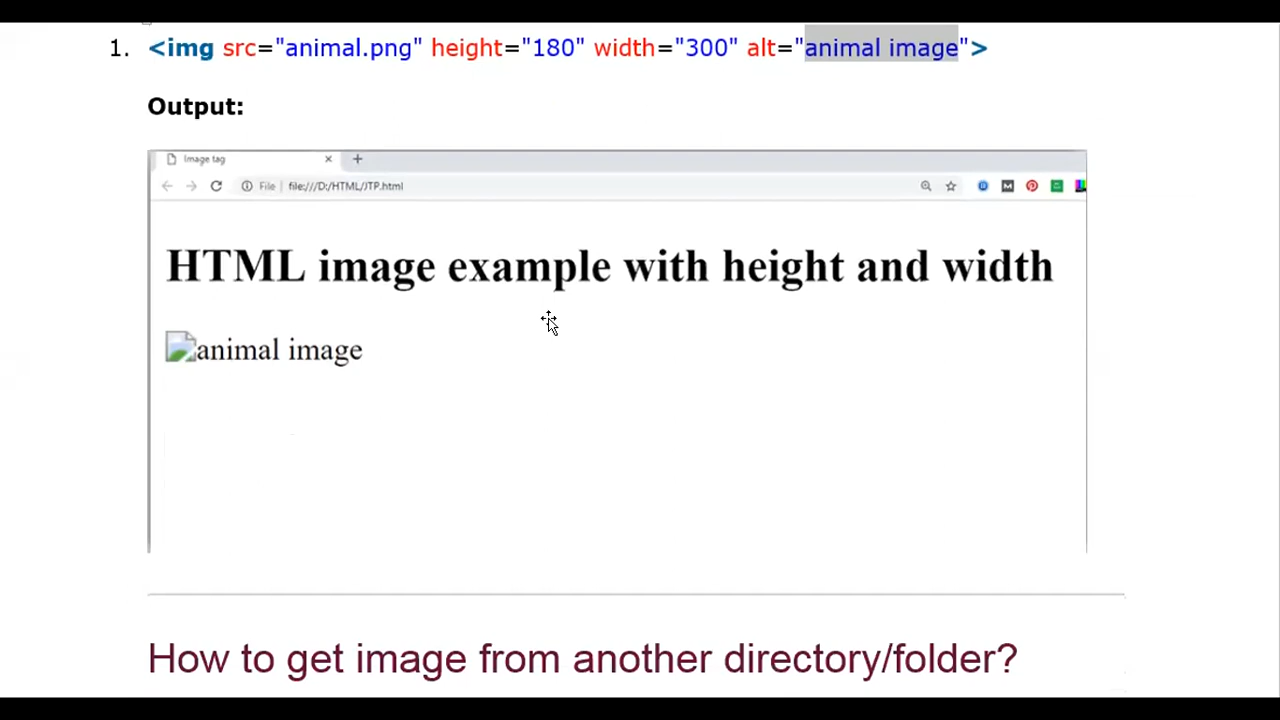 1. <img src="animal.png" height="180" width="300" alt="animal image">
Output:
Image tag
File | file:///D:/HTML/JTP.html
HTML image example with height and width
animal image
How to get image from another directory/folder?